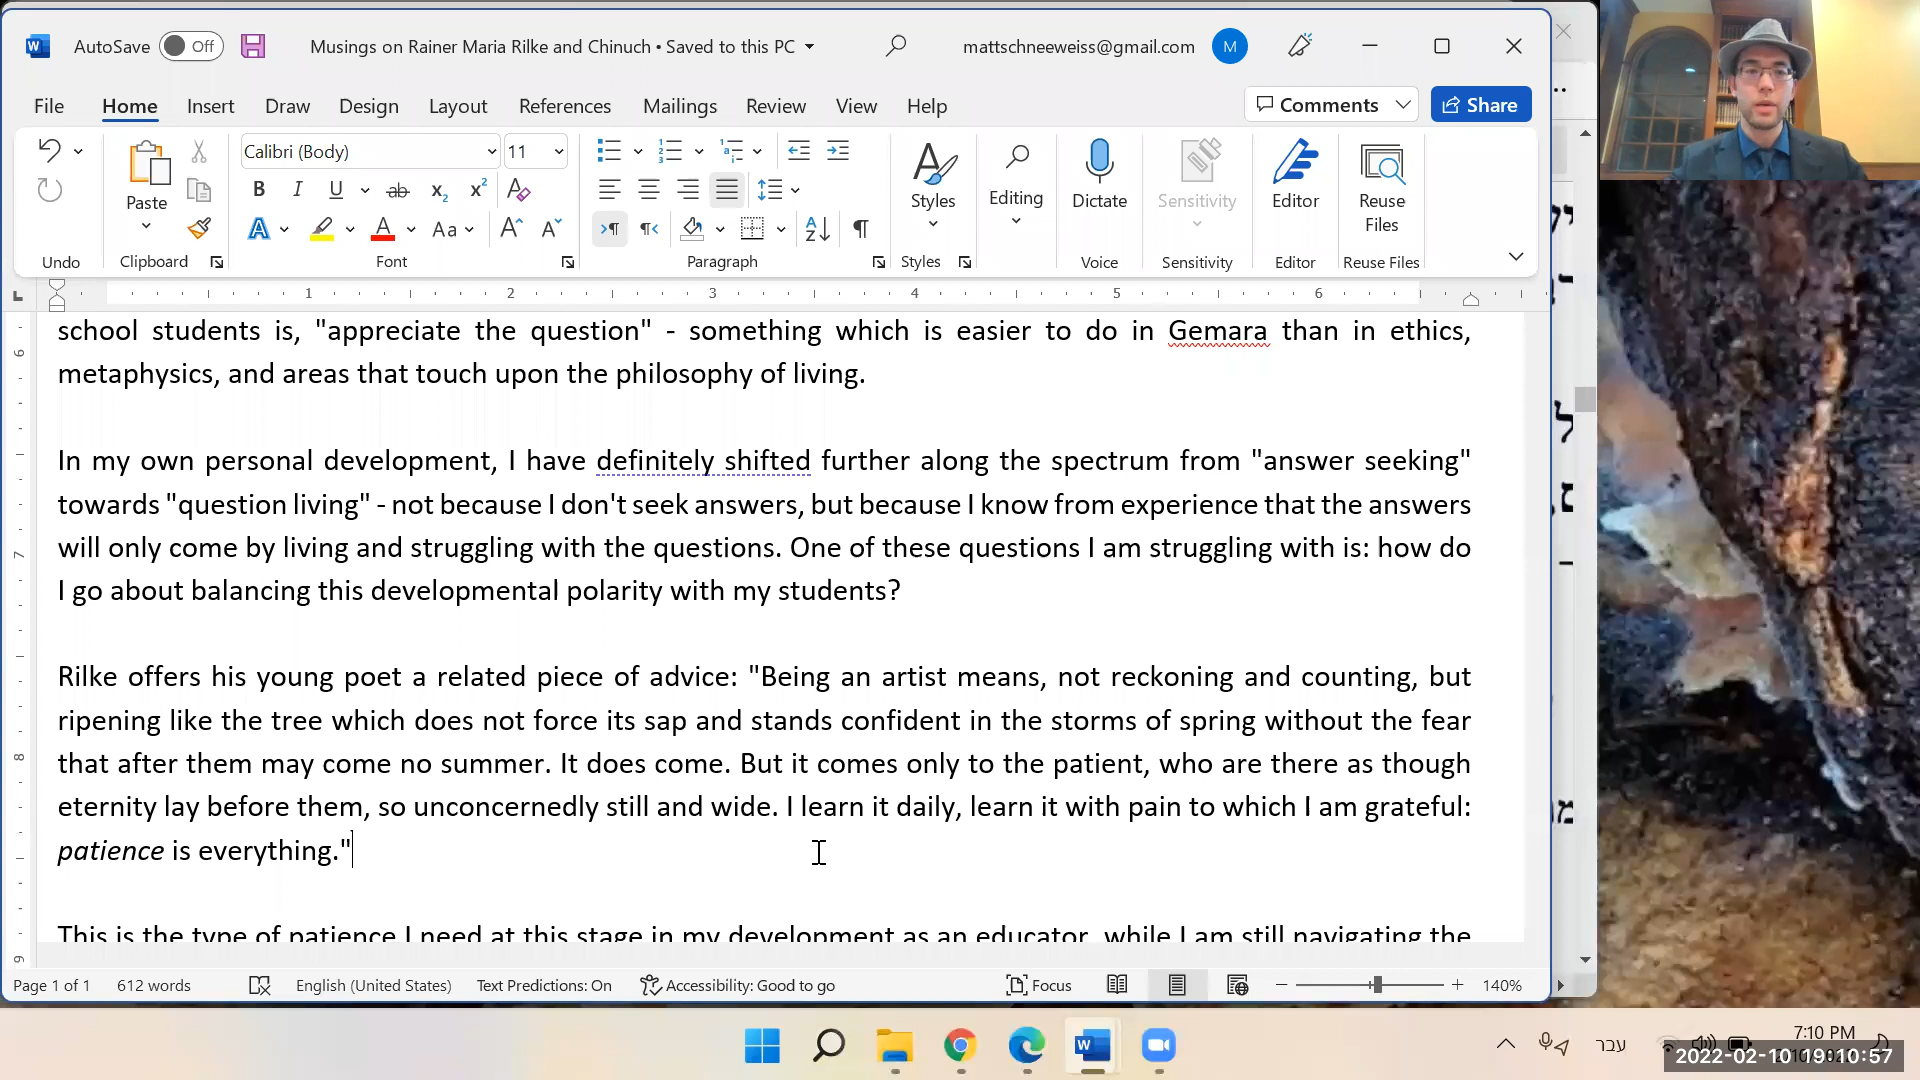 AutoSave Off Musings on Rainer Maria Rilke and Chinuch • Saved to this PC mattschneeweiss@gmail.com M
File Home Insert Draw Design Layout References Mailings Review View Help Comments Share
Calibri (Body) 11
Paste Styles Editing Dictate Sensitivity Editor Reuse Files
Undo Clipboard Font Paragraph Styles Voice Sensitivity Editor Reuse Files
1 2 3 4 5 6
school students is, "appreciate the question" - something which is easier to do in Gemara than in ethics,
metaphysics, and areas that touch upon the philosophy of living.
In my own personal development, I have definitely shifted further along the spectrum from "answer seeking"
towards "question living" - not because I don't seek answers, but because I know from experience that the answers
will only come by living and struggling with the questions. One of these questions I am struggling with is: how do
I go about balancing this developmental polarity with my students?
Rilke offers his young poet a related piece of advice: "Being an artist means, not reckoning and counting, but
ripening like the tree which does not force its sap and stands confident in the storms of spring without the fear
that after them may come no summer. It does come. But it comes only to the patient, who are there as though
eternity lay before them, so unconcernedly still and wide. I learn it daily, learn it with pain to which I am grateful:
patience is everything."
This is the type of patience I need at this stage in my development as an educator, while I am still navigating the
Page 1 of 1 612 words English (United States) Text Predictions: On Accessibility: Good to go Focus 140%
עבר 7:10 PM
2022-02-10 19:10:57